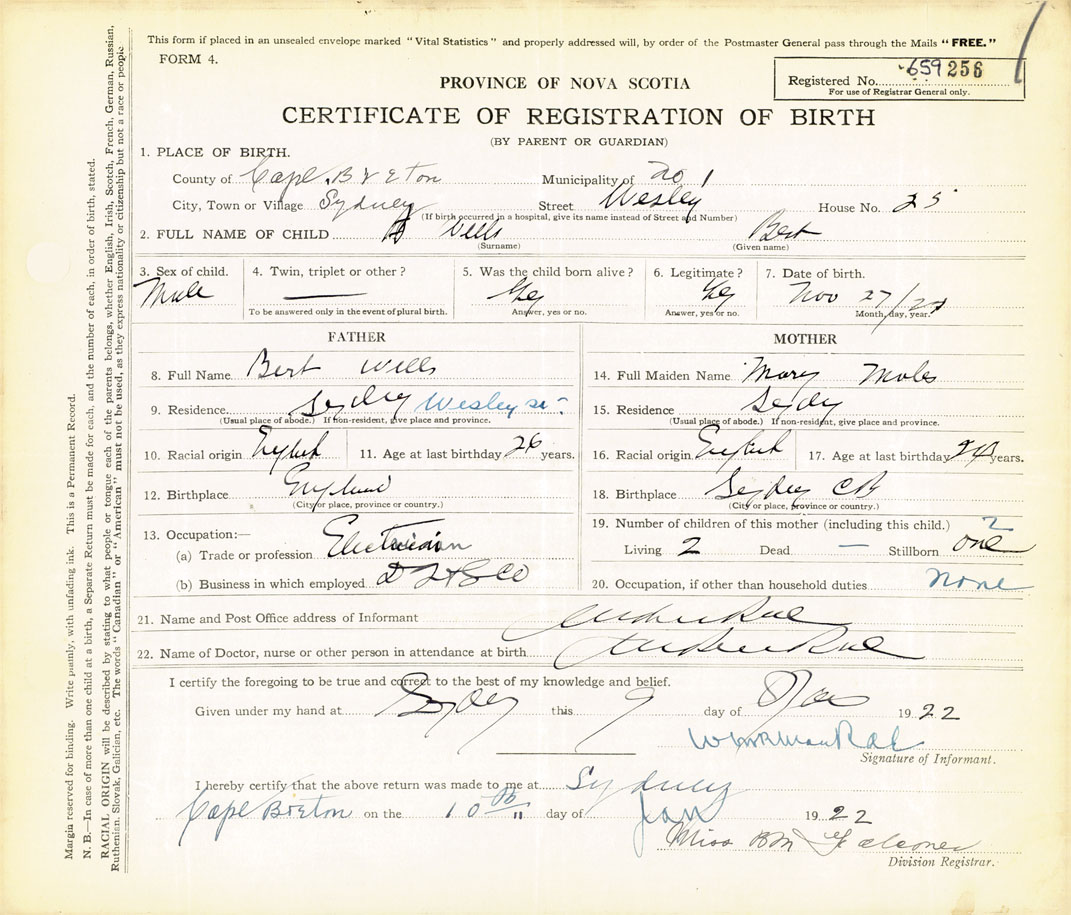 This form if placed in an unsealed envelope marked "Vital Statistics" and properly addressed will, by order of the Postmaster General pass through the Mails "FREE."
FORM 4.
PROVINCE OF NOVA SCOTIA
Registered No. 659256
For use of Registrar General only.
CERTIFICATE OF REGISTRATION OF BIRTH
(BY PARENT OR GUARDIAN)
1. PLACE OF BIRTH.
County of Cape Breton Municipality of No 1
City, Town or Village Sydney Street Wesley House No. 25
(If birth occurred in a hospital, give its name instead of Street and Number)
2. FULL NAME OF CHILD Wells Bert
(Surname) (Given name)
3. Sex of child. 4. Twin, triplet or other? 5. Was the child born alive? 6. Legitimate? 7. Date of birth.
Male — Yes Yes Nov 27/21
To be answered only in the event of plural birth. Answer, yes or no. Answer, yes or no. Month, day, year.
FATHER
8. Full Name Bert Wells
9. Residence Sydney Wesley St.
(Usual place of abode.) If non-resident, give place and province.
10. Racial origin English 11. Age at last birthday 26 years.
12. Birthplace England
(City or place, province or country.)
13. Occupation:—
(a) Trade or profession Electrician
(b) Business in which employed D I & S Co
MOTHER
14. Full Maiden Name Mary Moles
15. Residence Sydney
(Usual place of abode.) If non-resident, give place and province.
16. Racial origin English 17. Age at last birthday years.
18. Birthplace Sydney CB
(City or place, province or country.)
19. Number of children of this mother (including this child.) 2
Living 2 Dead — Stillborn one
20. Occupation, if other than household duties none
21. Name and Post Office address of Informant
22. Name of Doctor, nurse or other person in attendance at birth
I certify the foregoing to be true and correct to the best of my knowledge and belief.
Given under my hand at Sydney this 9 day of Jan 1922
Signature of Informant.
I hereby certify that the above return was made to me at Sydney
Cape Breton on the 10th day of Jan 1922
Miss BM Falconer
Division Registrar.
Margin reserved for binding. Write plainly, with unfading ink. This is a Permanent Record.
N. B.—In case of more than one child at a birth, a Separate Return must be made for each, and the number of each, in order of birth, stated.
RACIAL ORIGIN will be described by stating to what people or tongue each of the parents belongs, whether English, Irish, Scotch, French, German, Russian,
Ruthenian, Slovak, Galician, etc. The words "Canadian" or "American" must not be used, as they express nationality or citizenship but not a race or people